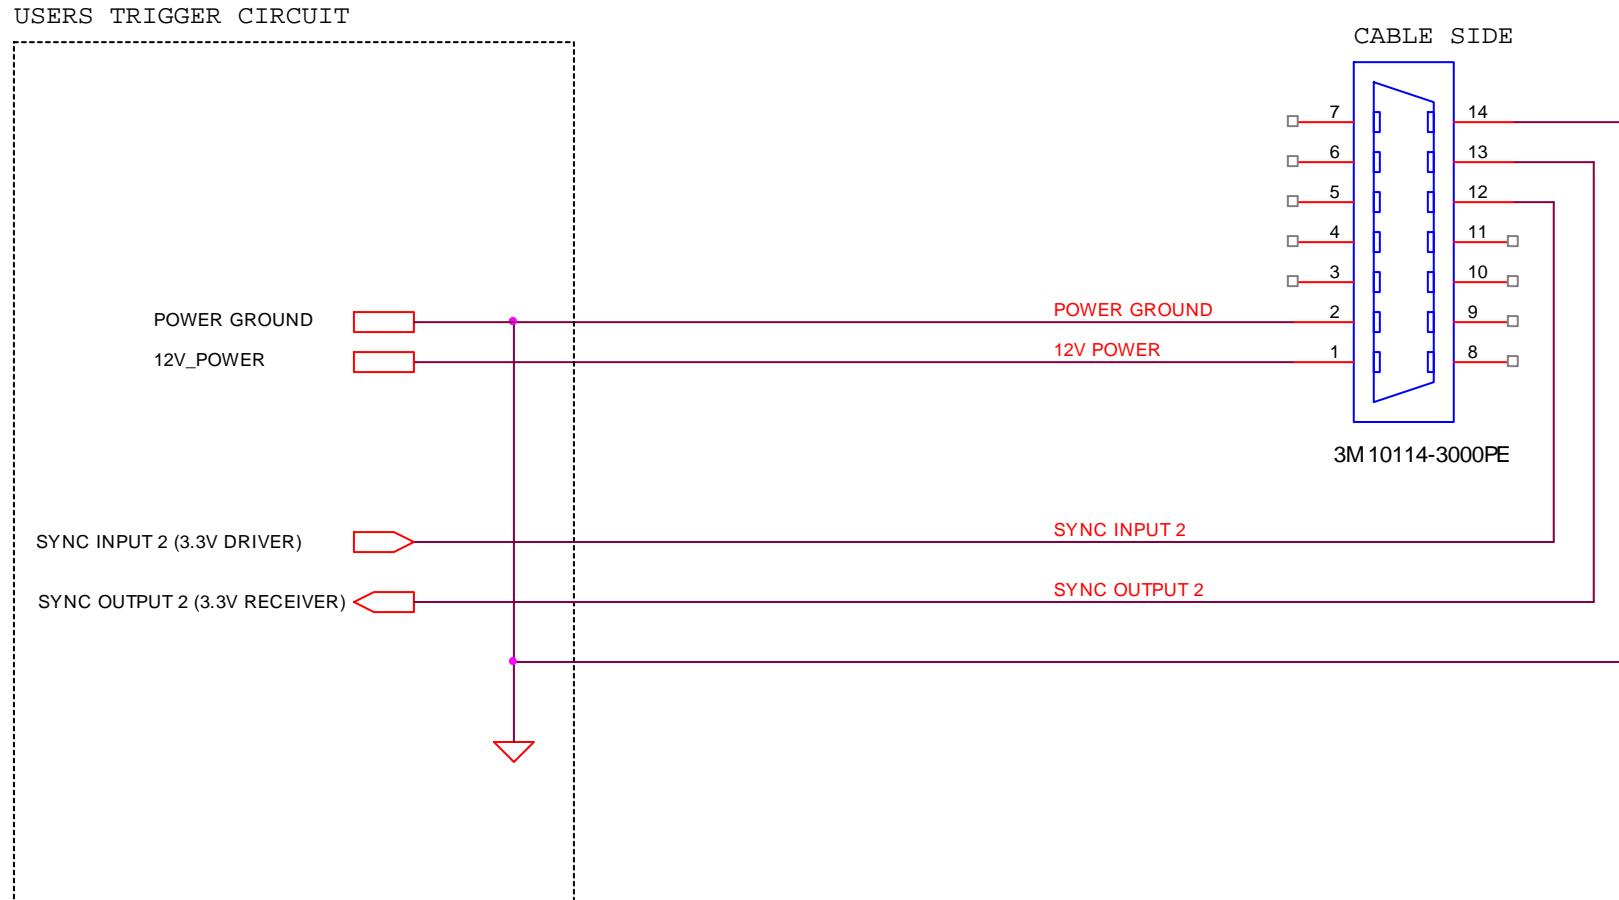 USERS TRIGGER CIRCUIT
CABLE SIDE
7
14
6
13
5
12
4
11
3
10
POWER GROUND
POWER GROUND
2
9
12V_POWER
12V POWER
1
8
3M 10114-3000PE
SYNC INPUT 2 (3.3V DRIVER)
SYNC INPUT 2
SYNC OUTPUT 2 (3.3V RECEIVER)
SYNC OUTPUT 2